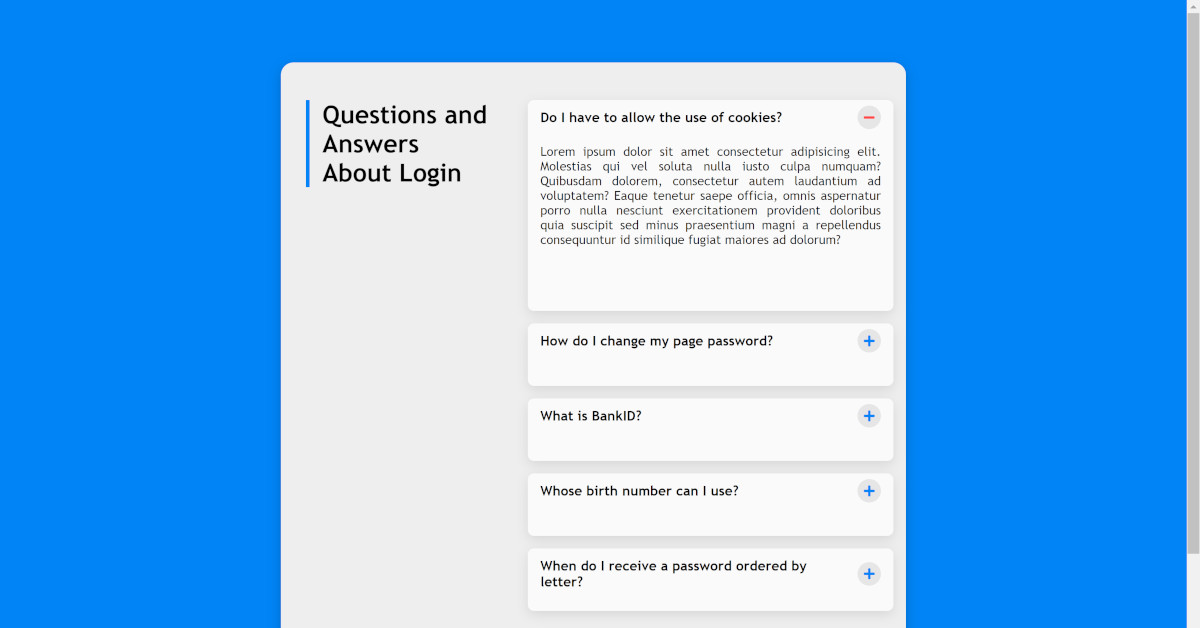 Questions and
Answers
About Login
Do I have to allow the use of cookies?
Lorem ipsum dolor sit amet consectetur adipisicing elit.
Molestias qui vel soluta nulla iusto culpa numquam?
Quibusdam dolorem, consectetur autem laudantium ad
voluptatem? Eaque tenetur saepe officia, omnis aspernatur
porro nulla nesciunt exercitationem provident doloribus
quia suscipit sed minus praesentium magni a repellendus
consequuntur id similique fugiat maiores ad dolorum?
How do I change my page password?
What is BankID?
Whose birth number can I use?
When do I receive a password ordered by
letter?